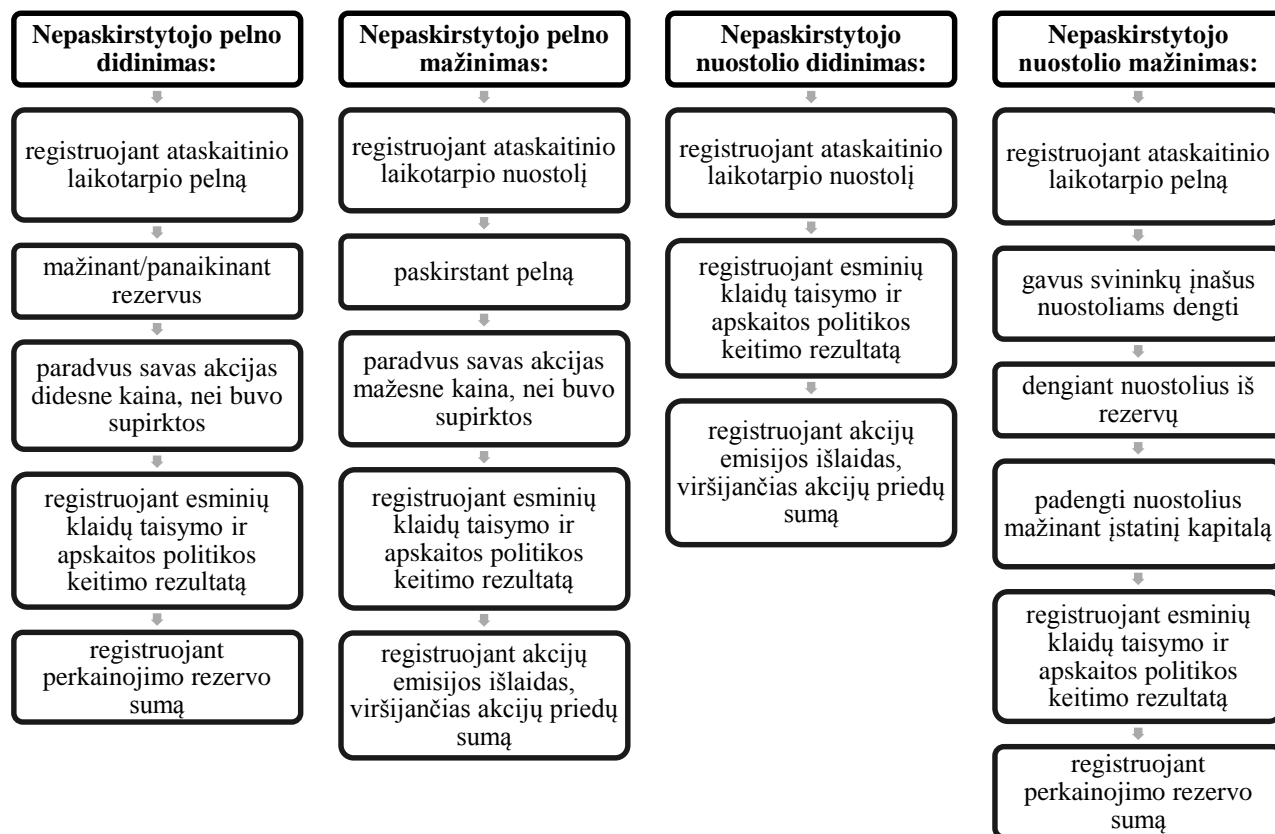 Nepaskirstytojo pelno
didinimas:
registruojant ataskaitinio
laikotarpio pelną
mažinant/panaikinant
rezervus
paradvus savas akcijas
didesne kaina, nei buvo
supirktos
registruojant esminių
klaidų taisymo ir
apskaitos politikos
keitimo rezultatą
registruojant
perkainojimo rezervo
sumą
Nepaskirstytojo pelno
mažinimas:
registruojant ataskaitinio
laikotarpio nuostolį
paskirstant pelną
paradvus savas akcijas
mažesne kaina, nei buvo
supirktos
registruojant esminių
klaidų taisymo ir
apskaitos politikos
keitimo rezultatą
registruojant akcijų
emisijos išlaidas,
viršijančias akcijų priedų
sumą
Nepaskirstytojo
nuostolio didinimas:
registruojant ataskaitinio
laikotarpio nuostolį
registruojant esminių
klaidų taisymo ir
apskaitos politikos
keitimo rezultatą
registruojant akcijų
emisijos išlaidas,
viršijančias akcijų priedų
sumą
Nepaskirstytojo
nuostolio mažinimas:
registruojant ataskaitinio
laikotarpio pelną
gavus svininkų įnašus
nuostoliams dengti
dengiant nuostolius iš
rezervų
padengti nuostolius
mažinant įstatinį kapitalą
registruojant esminių
klaidų taisymo ir
apskaitos politikos
keitimo rezultatą
registruojant
perkainojimo rezervo
sumą